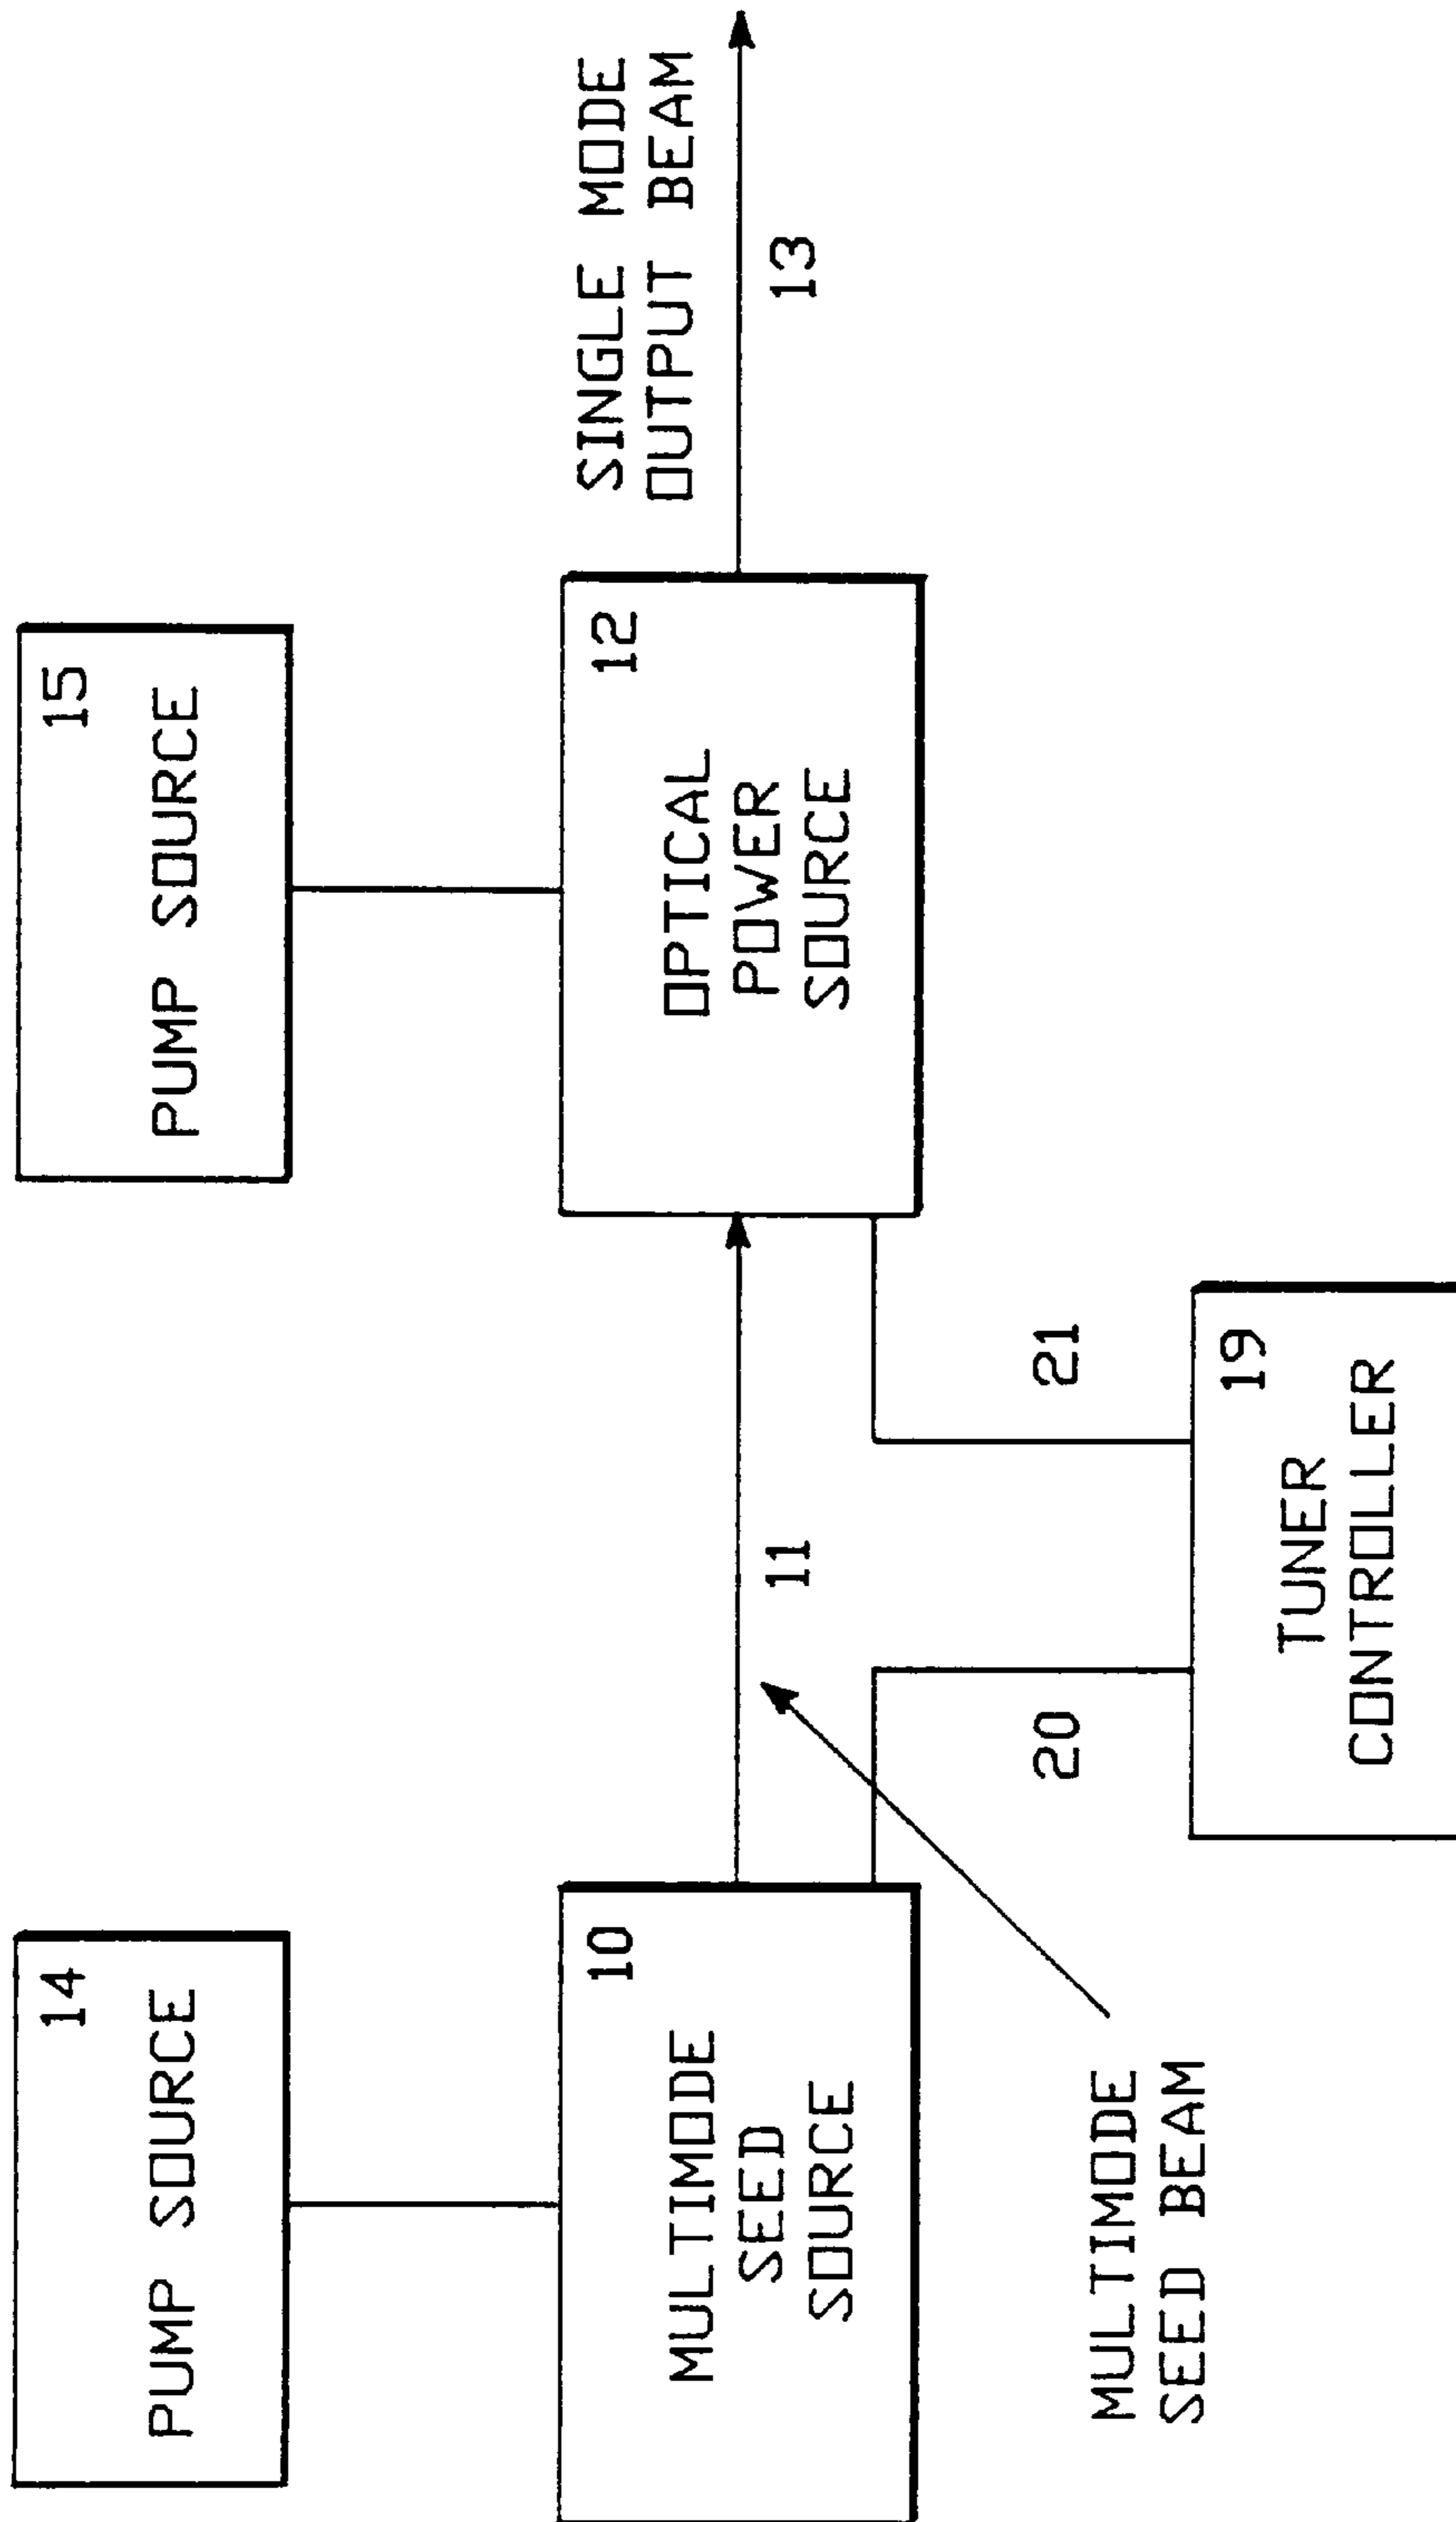 14
PUMP SOURCE
15
PUMP SOURCE
10
MULTIMODE
SEED
SOURCE
11
12
OPTICAL
POWER
SOURCE
SINGLE MODE
OUTPUT BEAM
13
MULTIMODE
SEED BEAM
20
21
19
TUNER
CONTROLLER